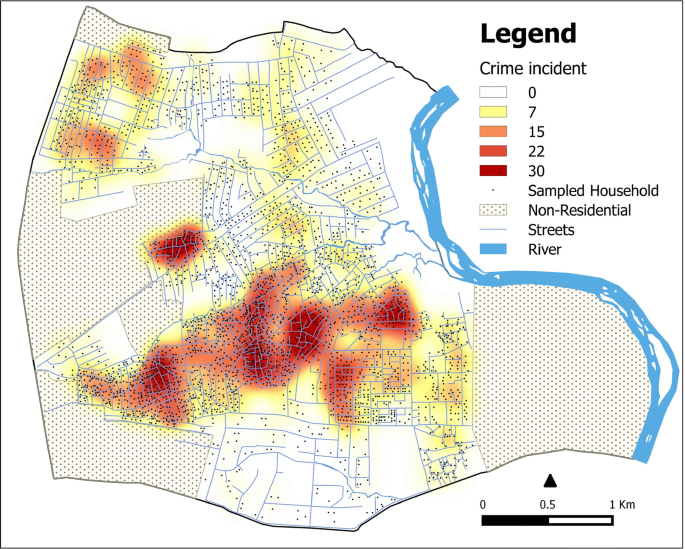 Legend
Crime incident
0
7
15
22
30
Sampled Household
Non-Residential
Streets
River
0 0.5 1 Km